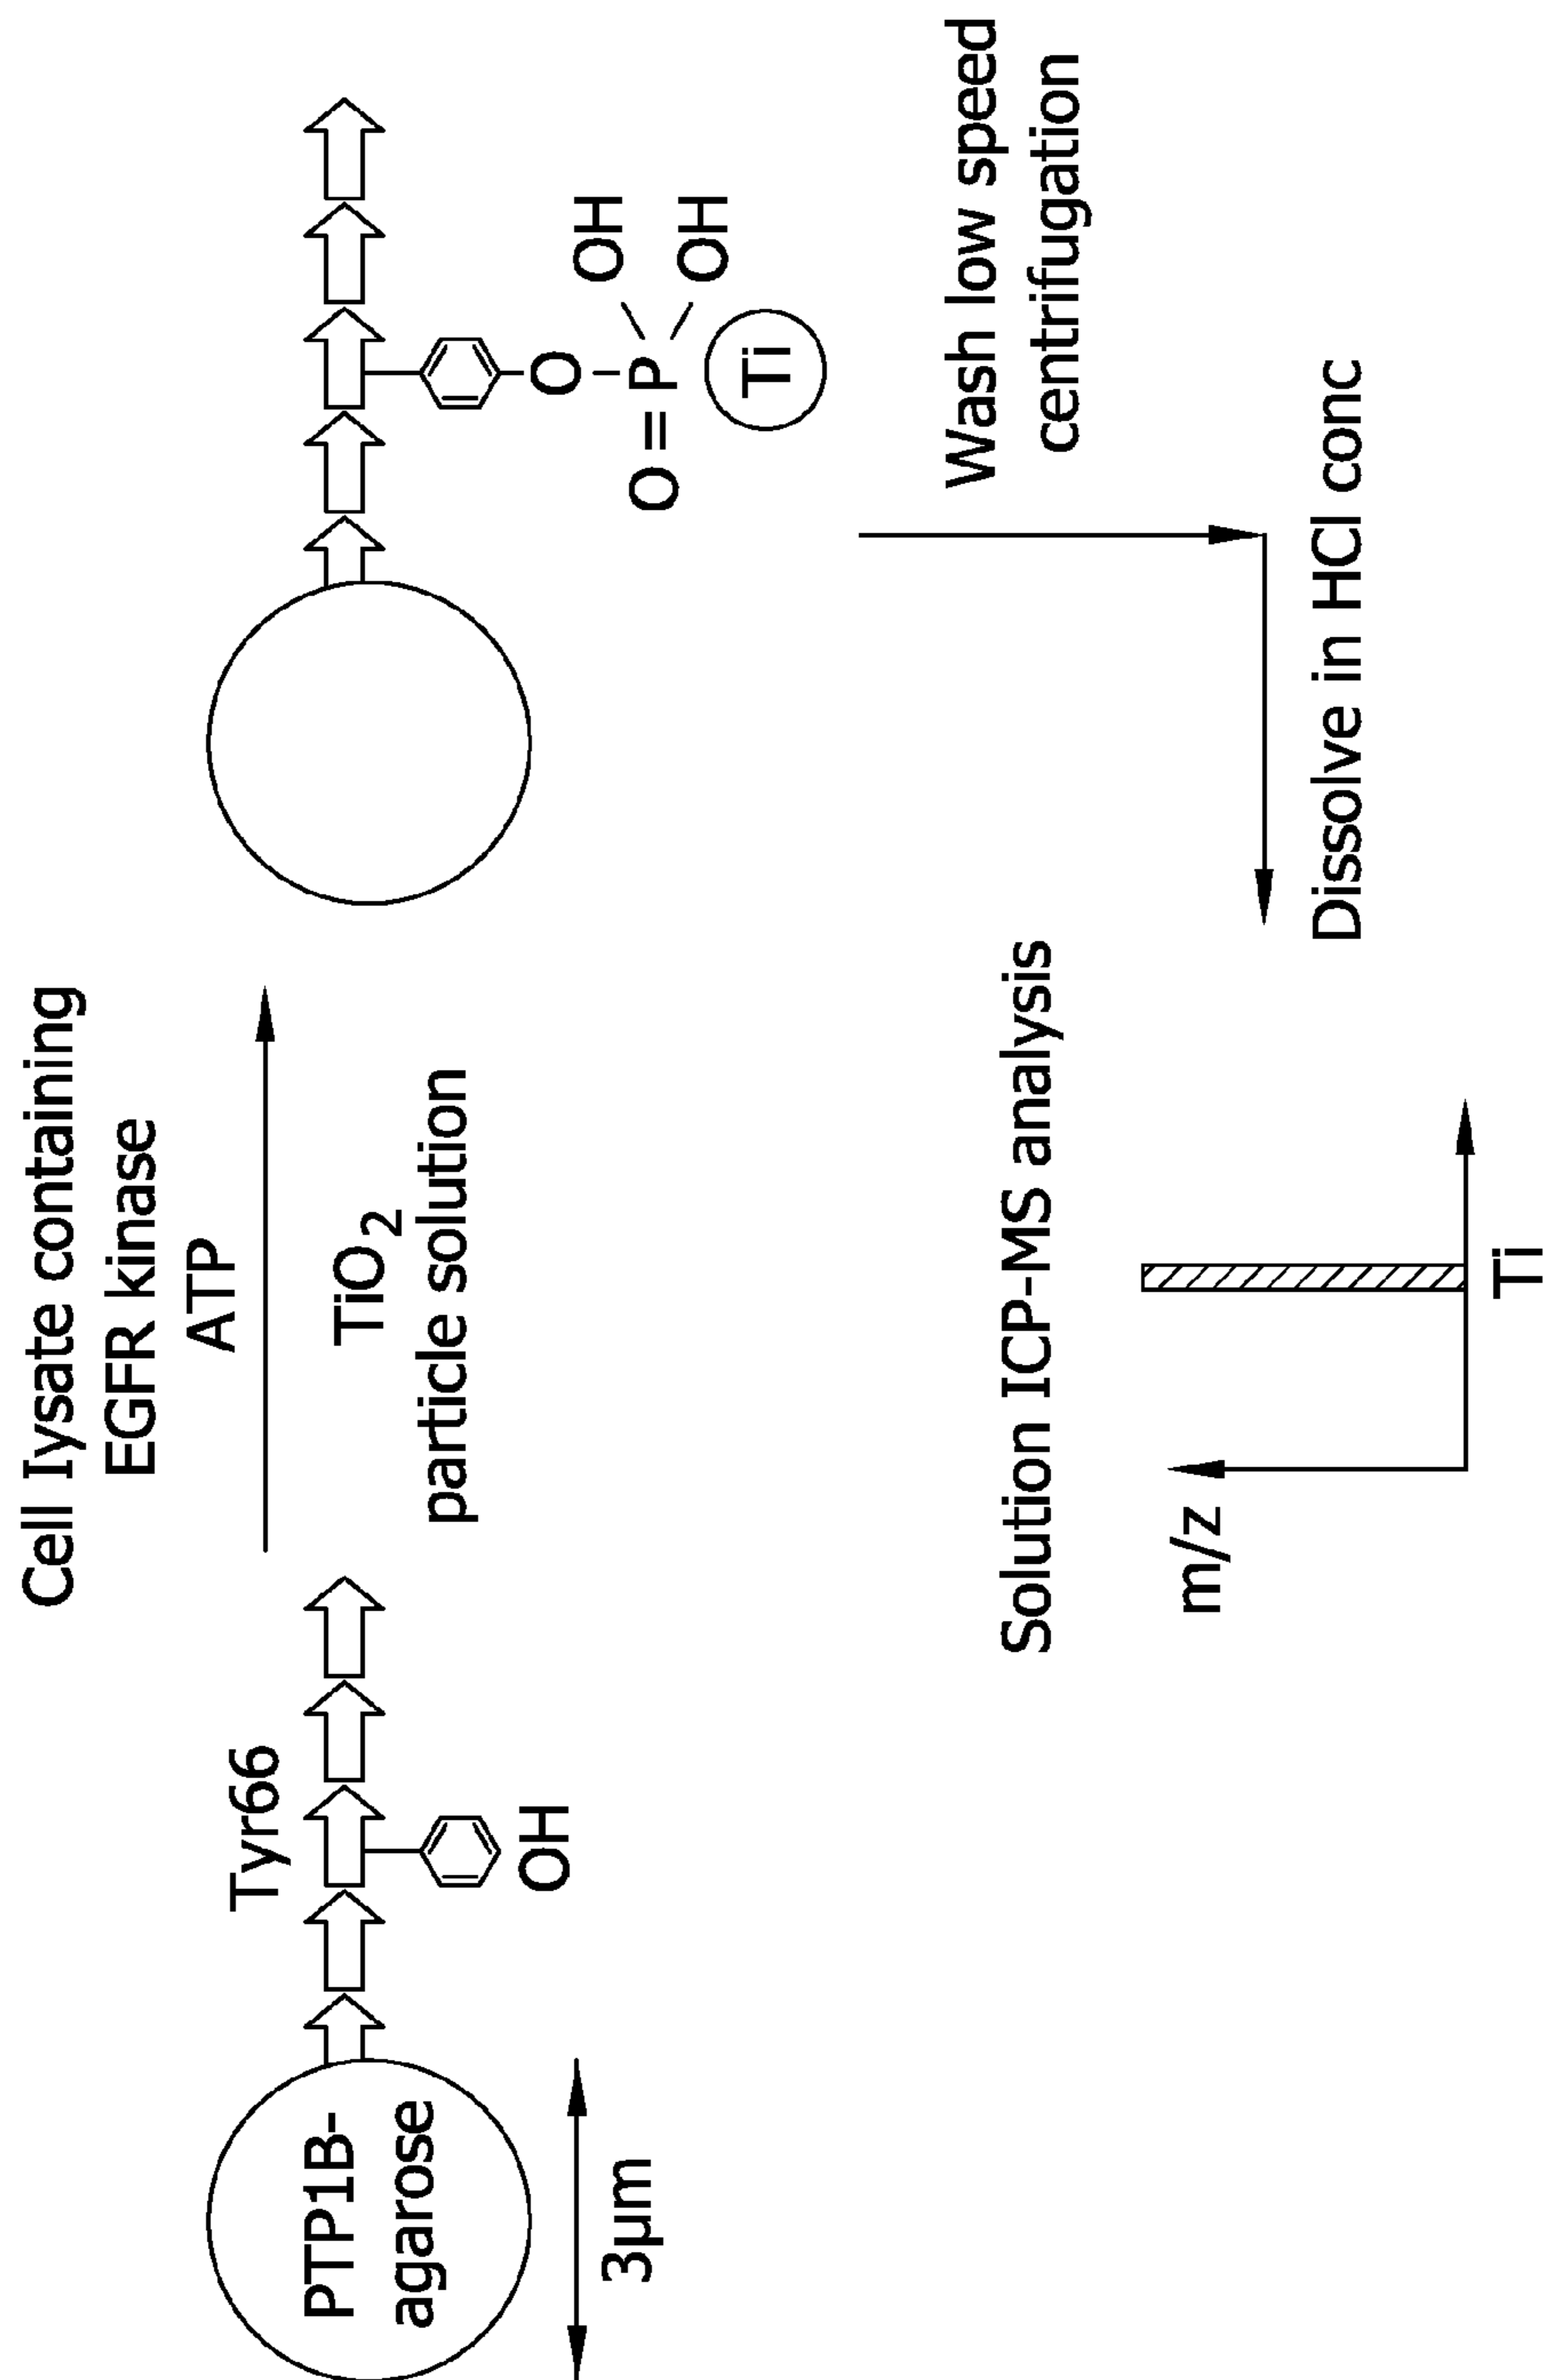 Cell lysate containing
EGFR kinase
ATP
TiO2
particle solution
Tyr66
OH
PTP1B-
agarose
3µm
O
O=P
OH
OH
Ti
Wash low speed
centrifugation
Dissolve in HCl conc
Solution ICP-MS analysis
m/z
Ti